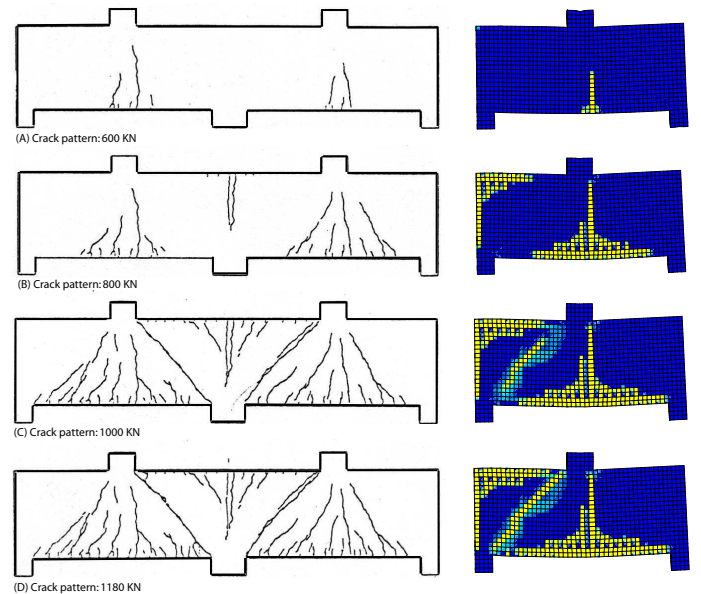 (A) Crack pattern: 600 KN
(B) Crack pattern: 800 KN
(C) Crack pattern: 1000 KN
(D) Crack pattern: 1180 KN